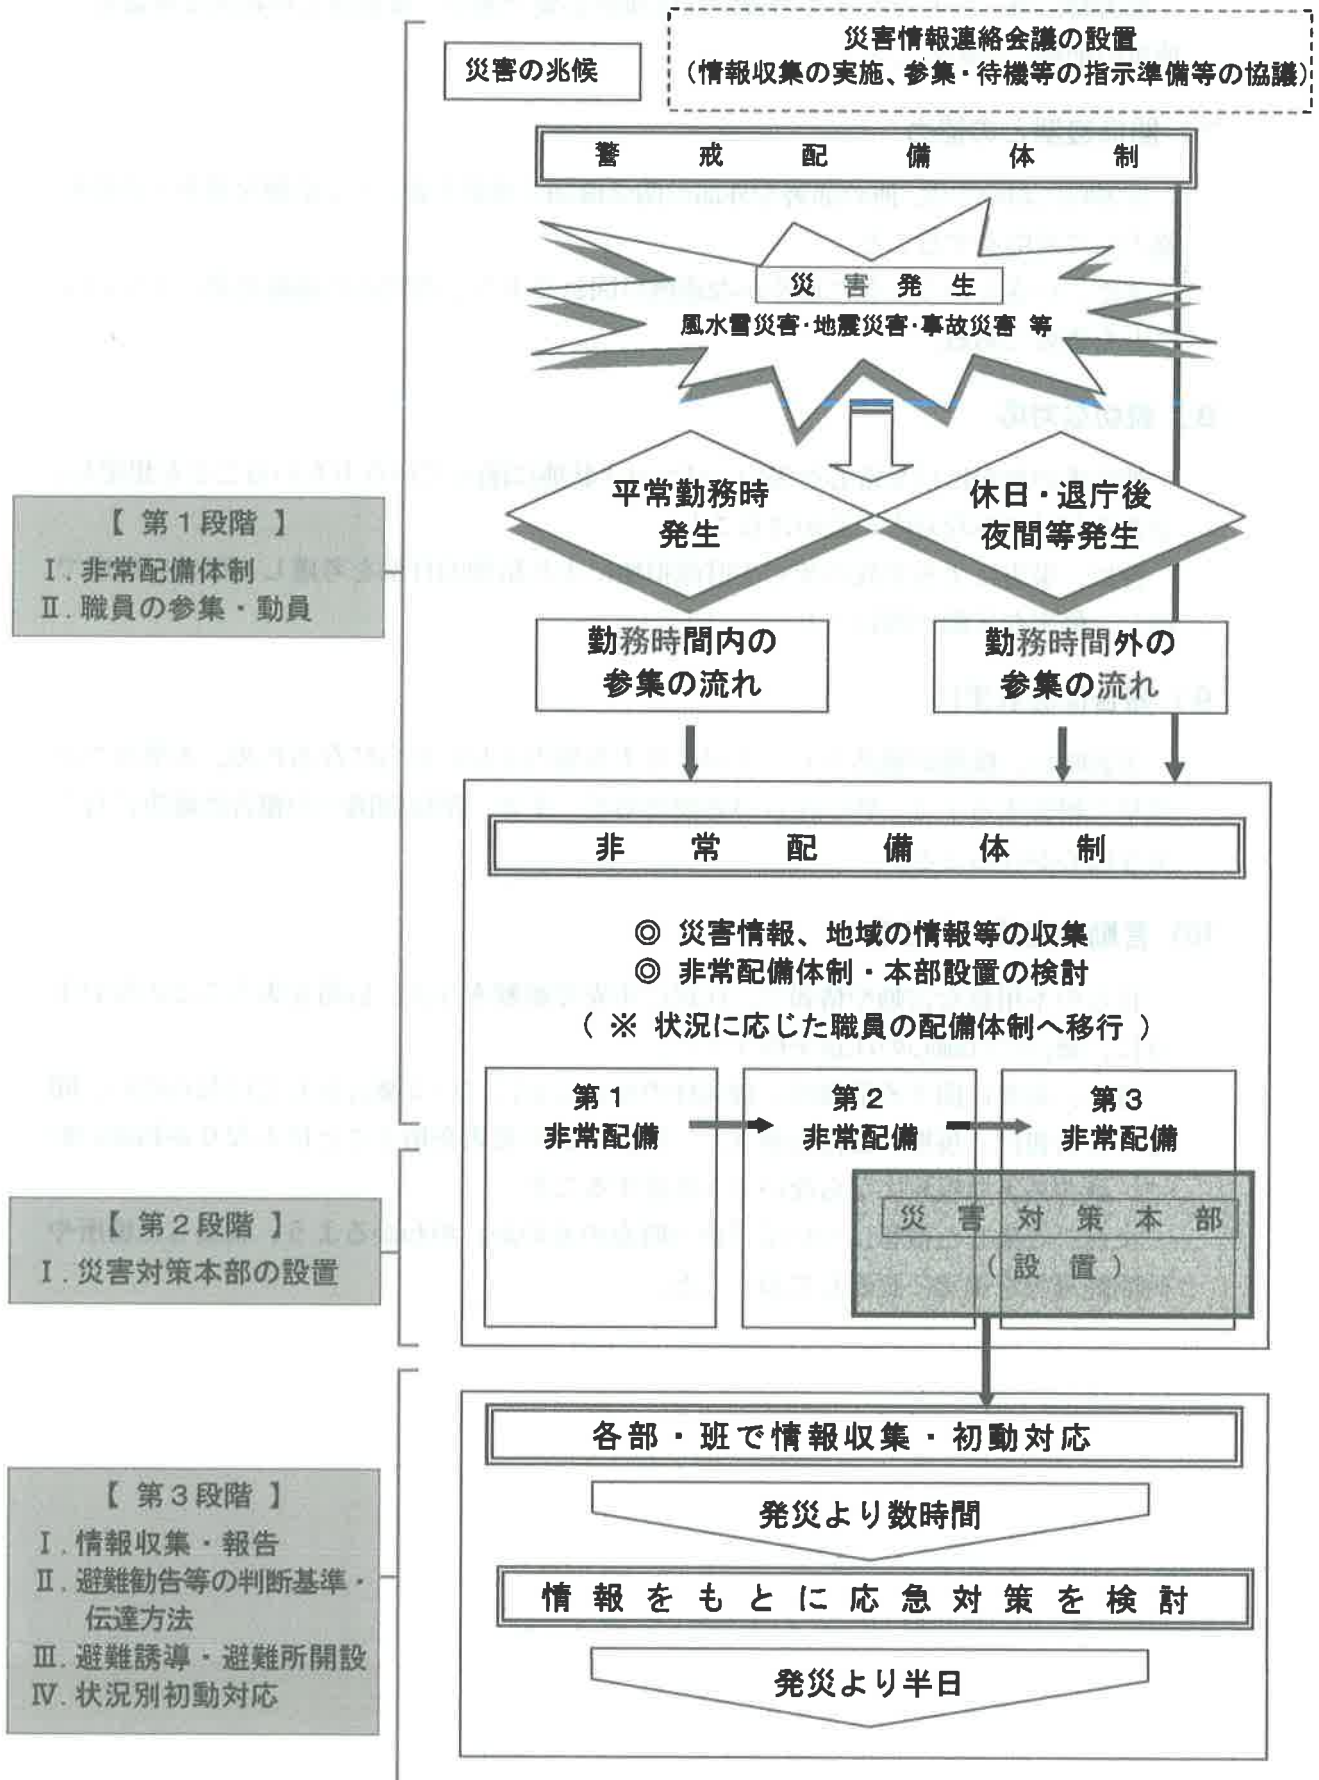 災害の兆候
災害情報連絡会議の設置
(情報収集の実施、参集・待機等の指示準備等の協議)
警戒配備体制
災害発生
風水雪災害・地震災害・事故災害 等
平常勤務時
発生
休日・退庁後
夜間等発生
【 第1段階 】
Ⅰ. 非常配備体制
Ⅱ. 職員の参集・動員
勤務時間内の
参集の流れ
勤務時間外の
参集の流れ
非常配備体制
◎ 災害情報、地域の情報等の収集
◎ 非常配備体制・本部設置の検討
( ※ 状況に応じた職員の配備体制へ移行 )
第1
非常配備
第2
非常配備
第3
非常配備
【 第2段階 】
Ⅰ. 災害対策本部の設置
災害対策本部
(設置)
各部・班で情報収集・初動対応
発災より数時間
【 第3段階 】
Ⅰ. 情報収集・報告
Ⅱ. 避難勧告等の判断基準・
伝達方法
Ⅲ. 避難誘導・避難所開設
Ⅳ. 状況別初動対応
情報をもとに応急対策を検討
発災より半日